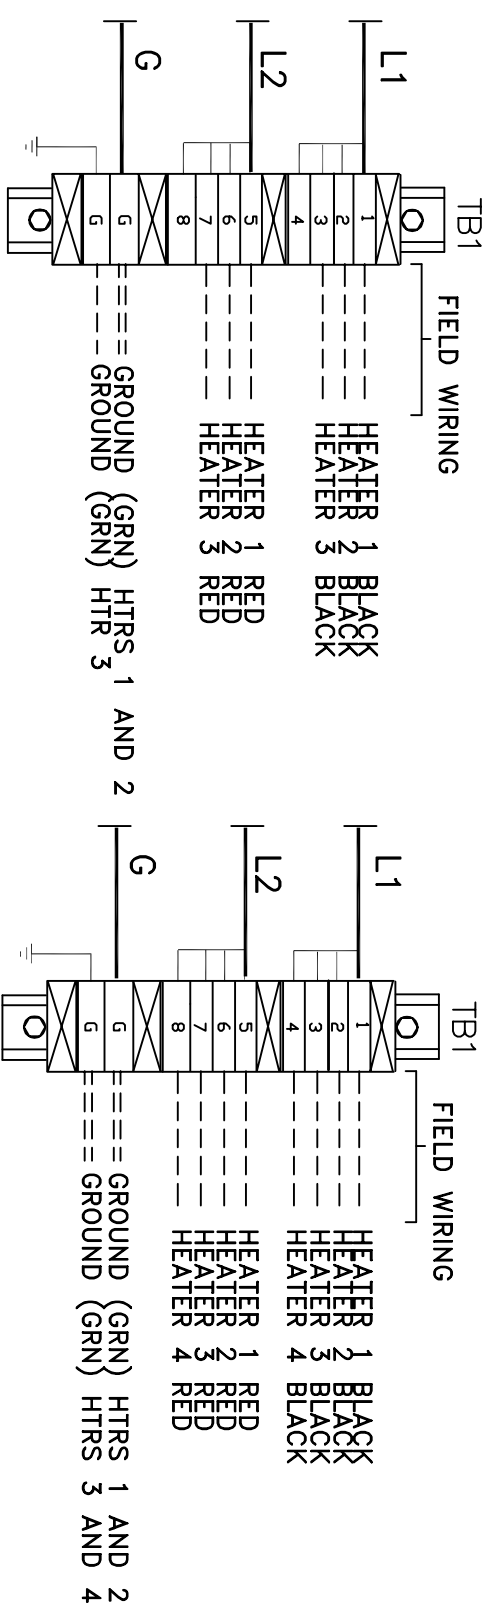 TB1
FIELD WIRING
L1
1
2
3
4
HEATER 1 BLACK
HEATER 2 BLACK
HEATER 3 BLACK
L2
5
6
7
8
HEATER 1 RED
HEATER 2 RED
HEATER 3 RED
G
G
G
GROUND (GRN) HTRS 1 AND 2
GROUND (GRN) HTR 3
TB1
FIELD WIRING
L1
1
2
3
4
HEATER 1 BLACK
HEATER 2 BLACK
HEATER 3 BLACK
HEATER 4 BLACK
L2
5
6
7
8
HEATER 1 RED
HEATER 2 RED
HEATER 3 RED
HEATER 4 RED
G
G
G
GROUND (GRN) HTRS 1 AND 2
GROUND (GRN) HTRS 3 AND 4